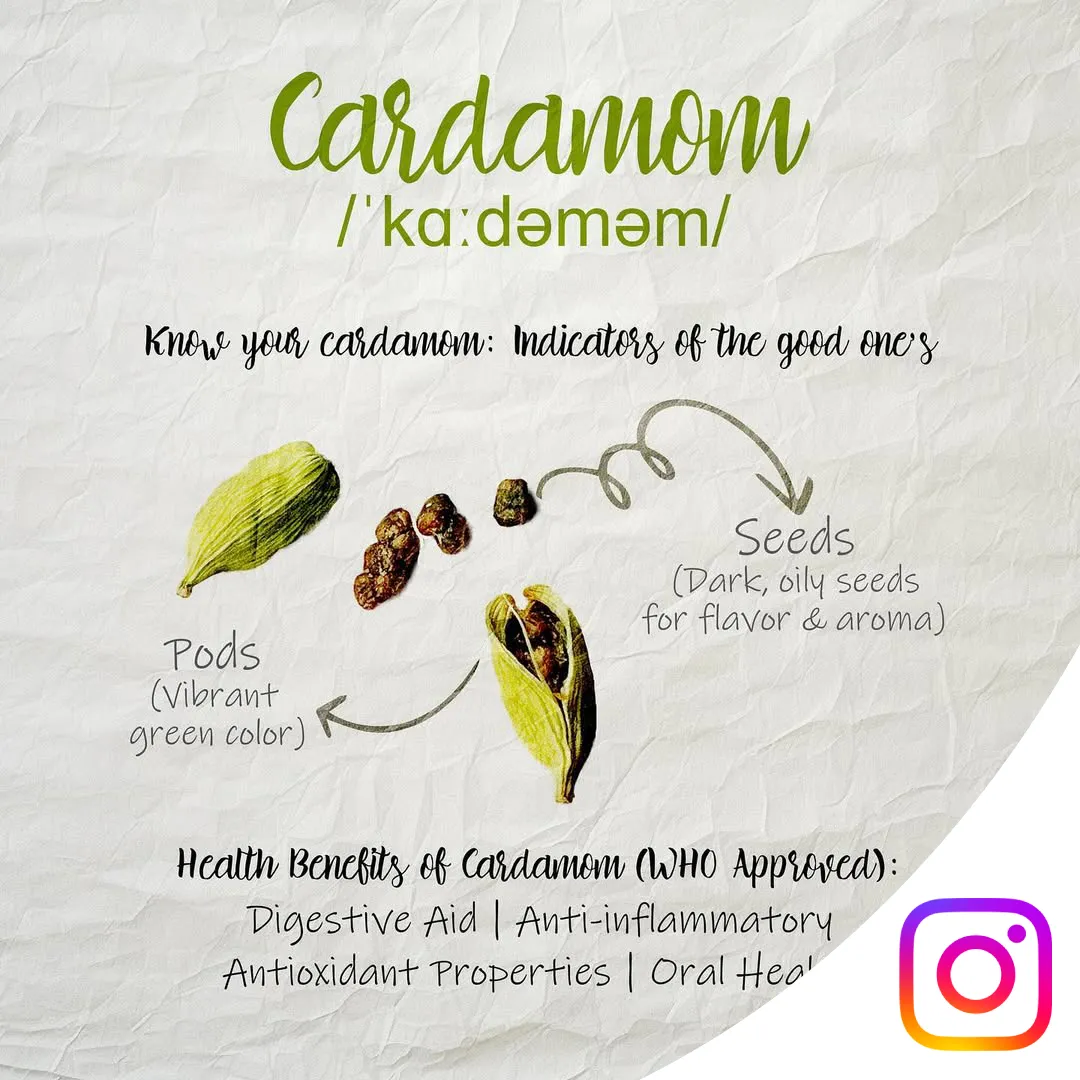 Cardamom
/ˈkɑːdəməm/
Know your cardamom: Indicators of the good one's
Seeds
(Dark, oily seeds
for flavor & aroma)
Pods
(Vibrant
green color)
Health Benefits of Cardamom (WHO Approved):
Digestive Aid | Anti-inflammatory
Antioxidant Properties | Oral